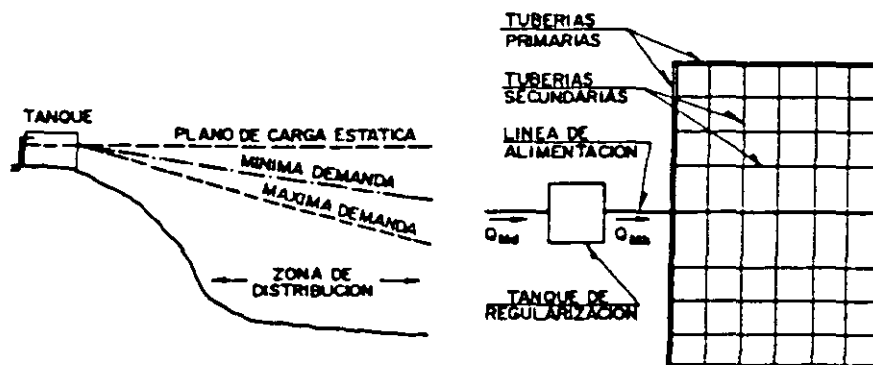 TANQUE
PLANO DE CARGA ESTATICA
MINIMA DEMANDA
MAXIMA DEMANDA
ZONA DE
DISTRIBUCION
TUBERIAS
PRIMARIAS
TUBERIAS
SECUNDARIAS
LINEA DE
ALIMENTACION
TANQUE DE
REGULARIZACION